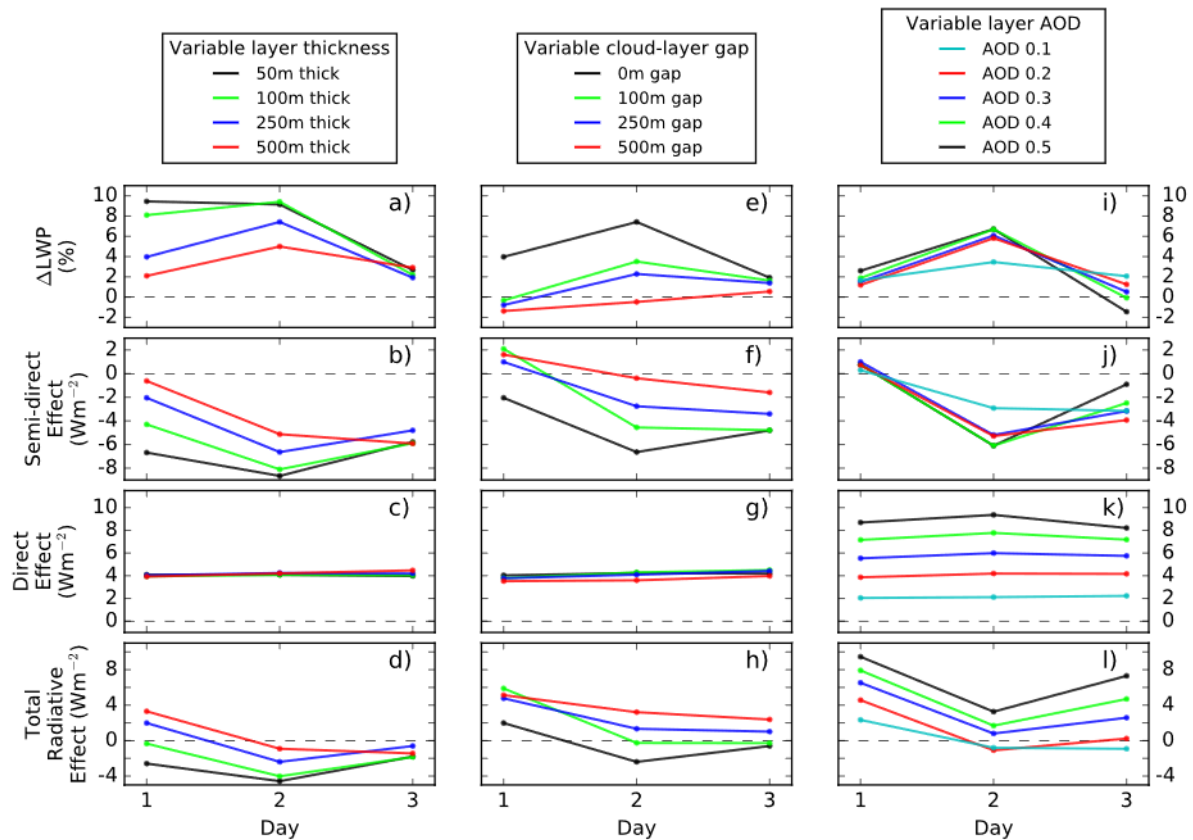 Variable layer thickness
50m thick
100m thick
250m thick
500m thick
Variable cloud-layer gap
0m gap
100m gap
250m gap
500m gap
Variable layer AOD
AOD 0.1
AOD 0.2
AOD 0.3
AOD 0.4
AOD 0.5
ΔLWP
(%)
10
8
6
4
2
0
-2
a)
e)
i)
10
8
6
4
2
0
-2
Semi-direct
Effect
(Wm⁻²)
2
0
-2
-4
-6
-8
b)
f)
j)
2
0
-2
-4
-6
-8
Direct
Effect
(Wm⁻²)
10
8
6
4
2
0
c)
g)
k)
10
8
6
4
2
0
Total
Radiative
Effect (Wm⁻²)
8
4
0
-4
d)
h)
l)
8
4
0
-4
1 2 3
Day
1 2 3
Day
1 2 3
Day